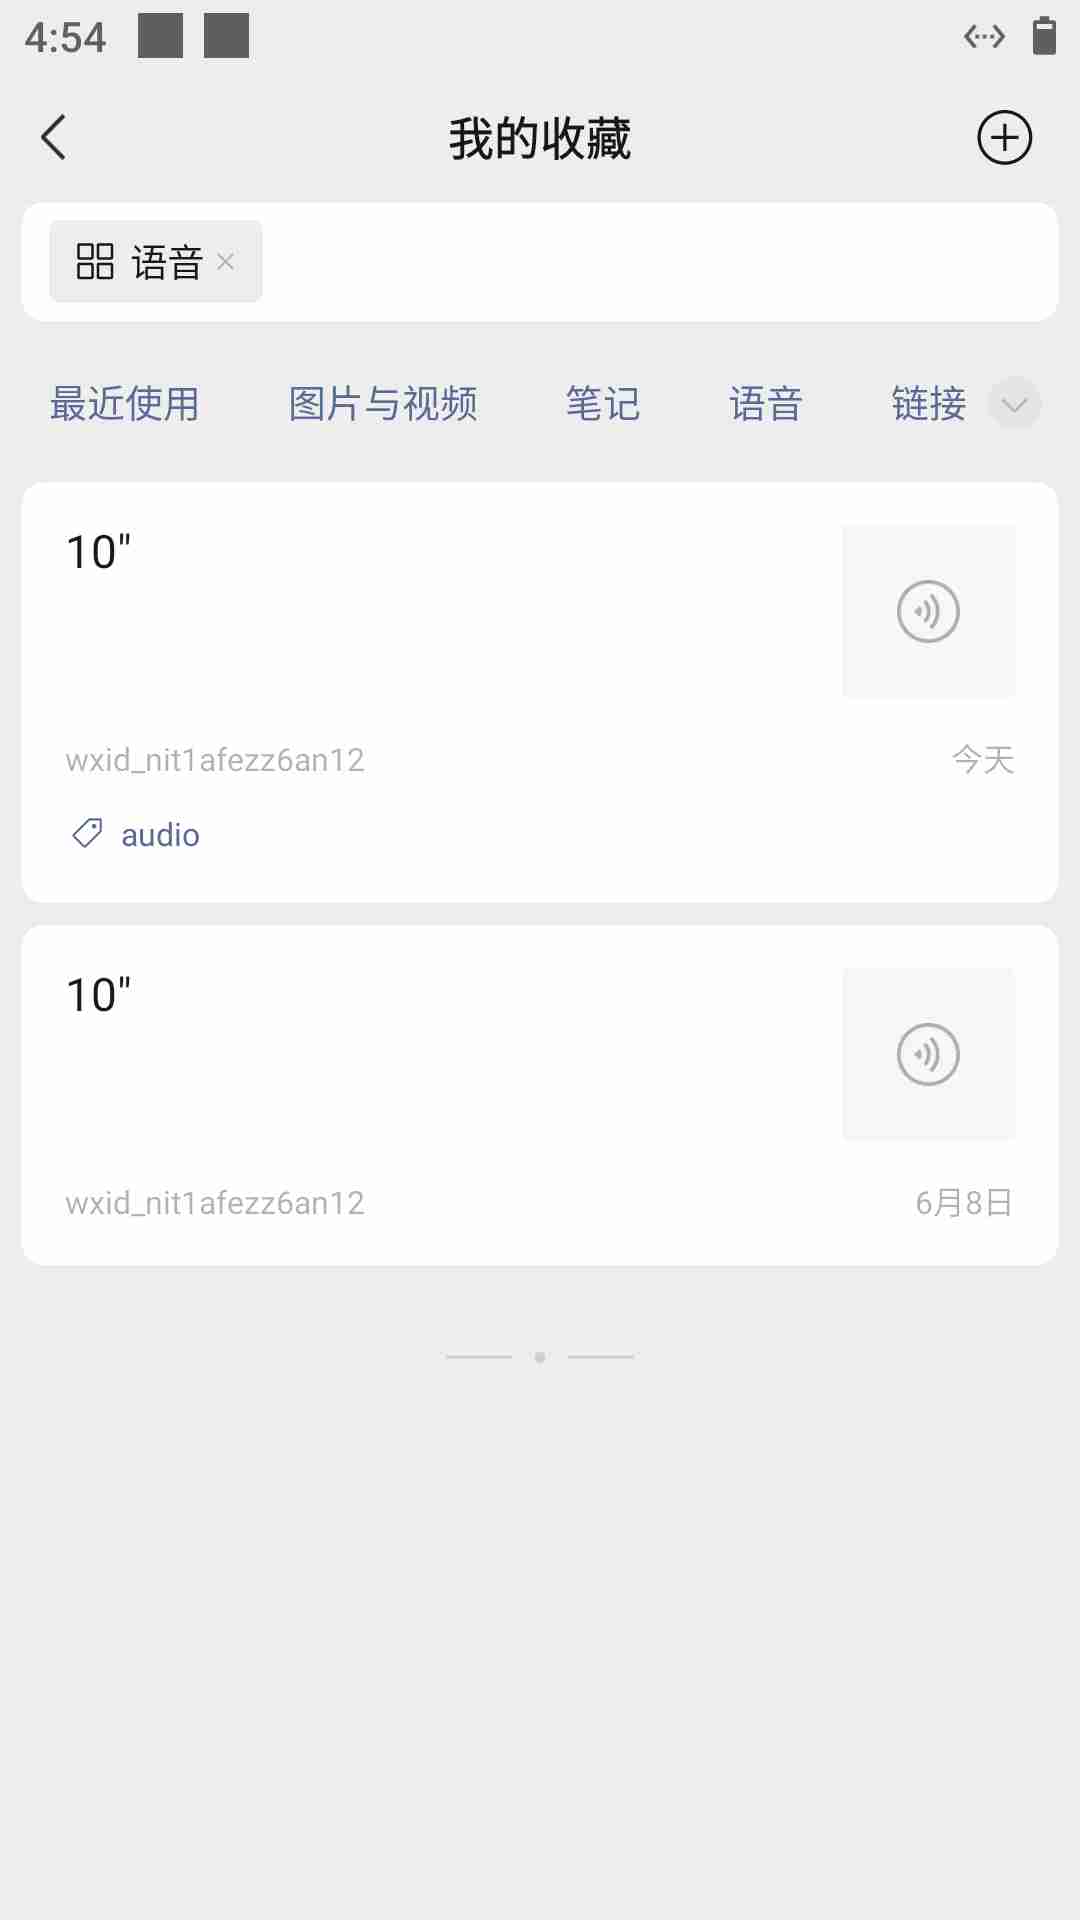 4:54
我的收藏
语音
最近使用 图片与视频 笔记 语音 链接
10"
wxid_nit1afezz6an12 今天
audio
10"
wxid_nit1afezz6an12 6月8日